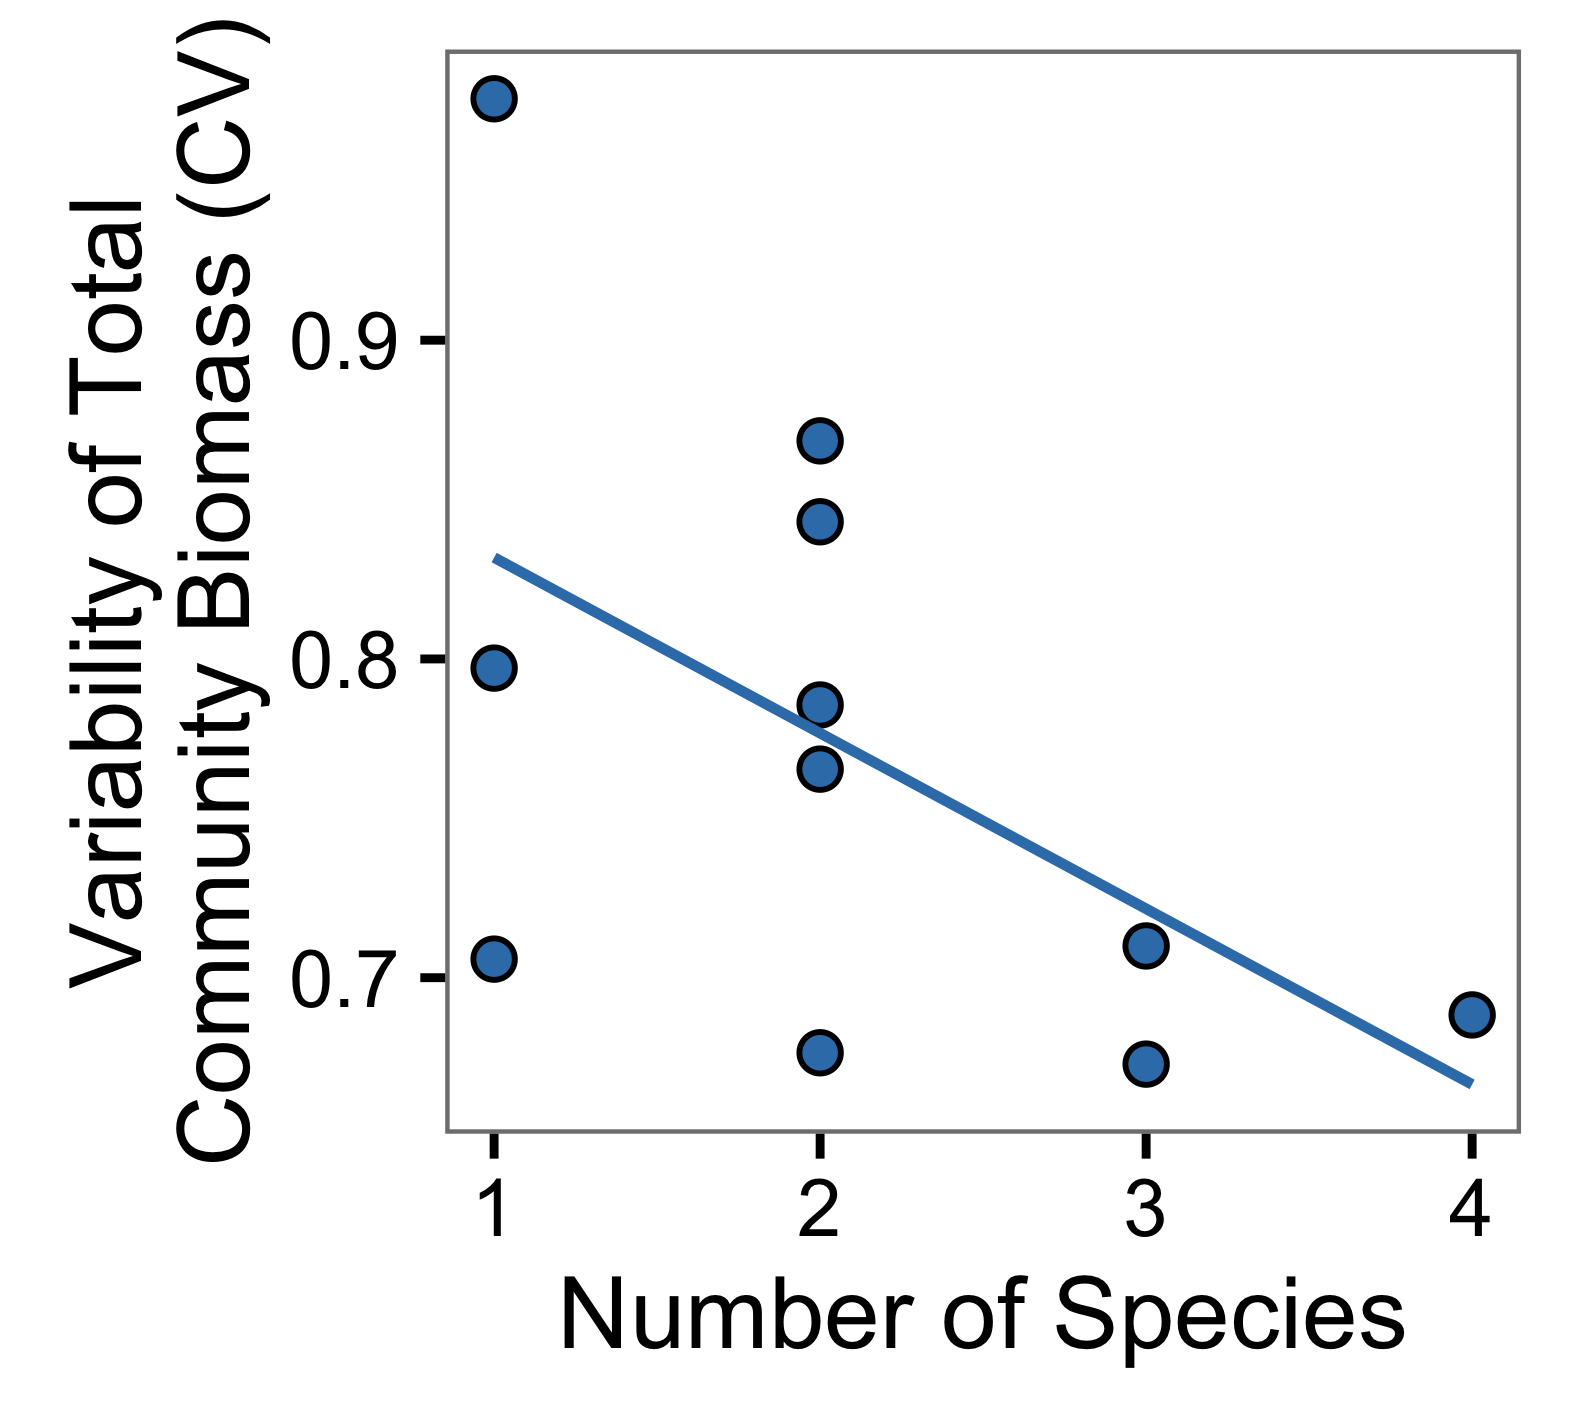 Variability of Total
Community Biomass (CV)
0.9
0.8
0.7
1 2 3 4
Number of Species